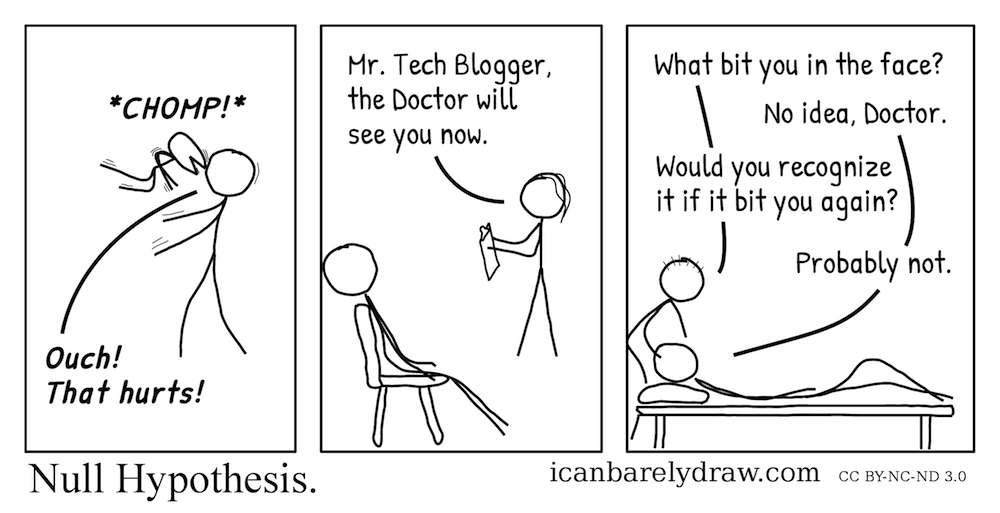 *CHOMP!*
Ouch!
That hurts!
Mr. Tech Blogger,
the Doctor will
see you now.
What bit you in the face?
No idea, Doctor.
Would you recognize
it if it bit you again?
Probably not.
Null Hypothesis.
icanbarelydraw.com CC BY-NC-ND 3.0